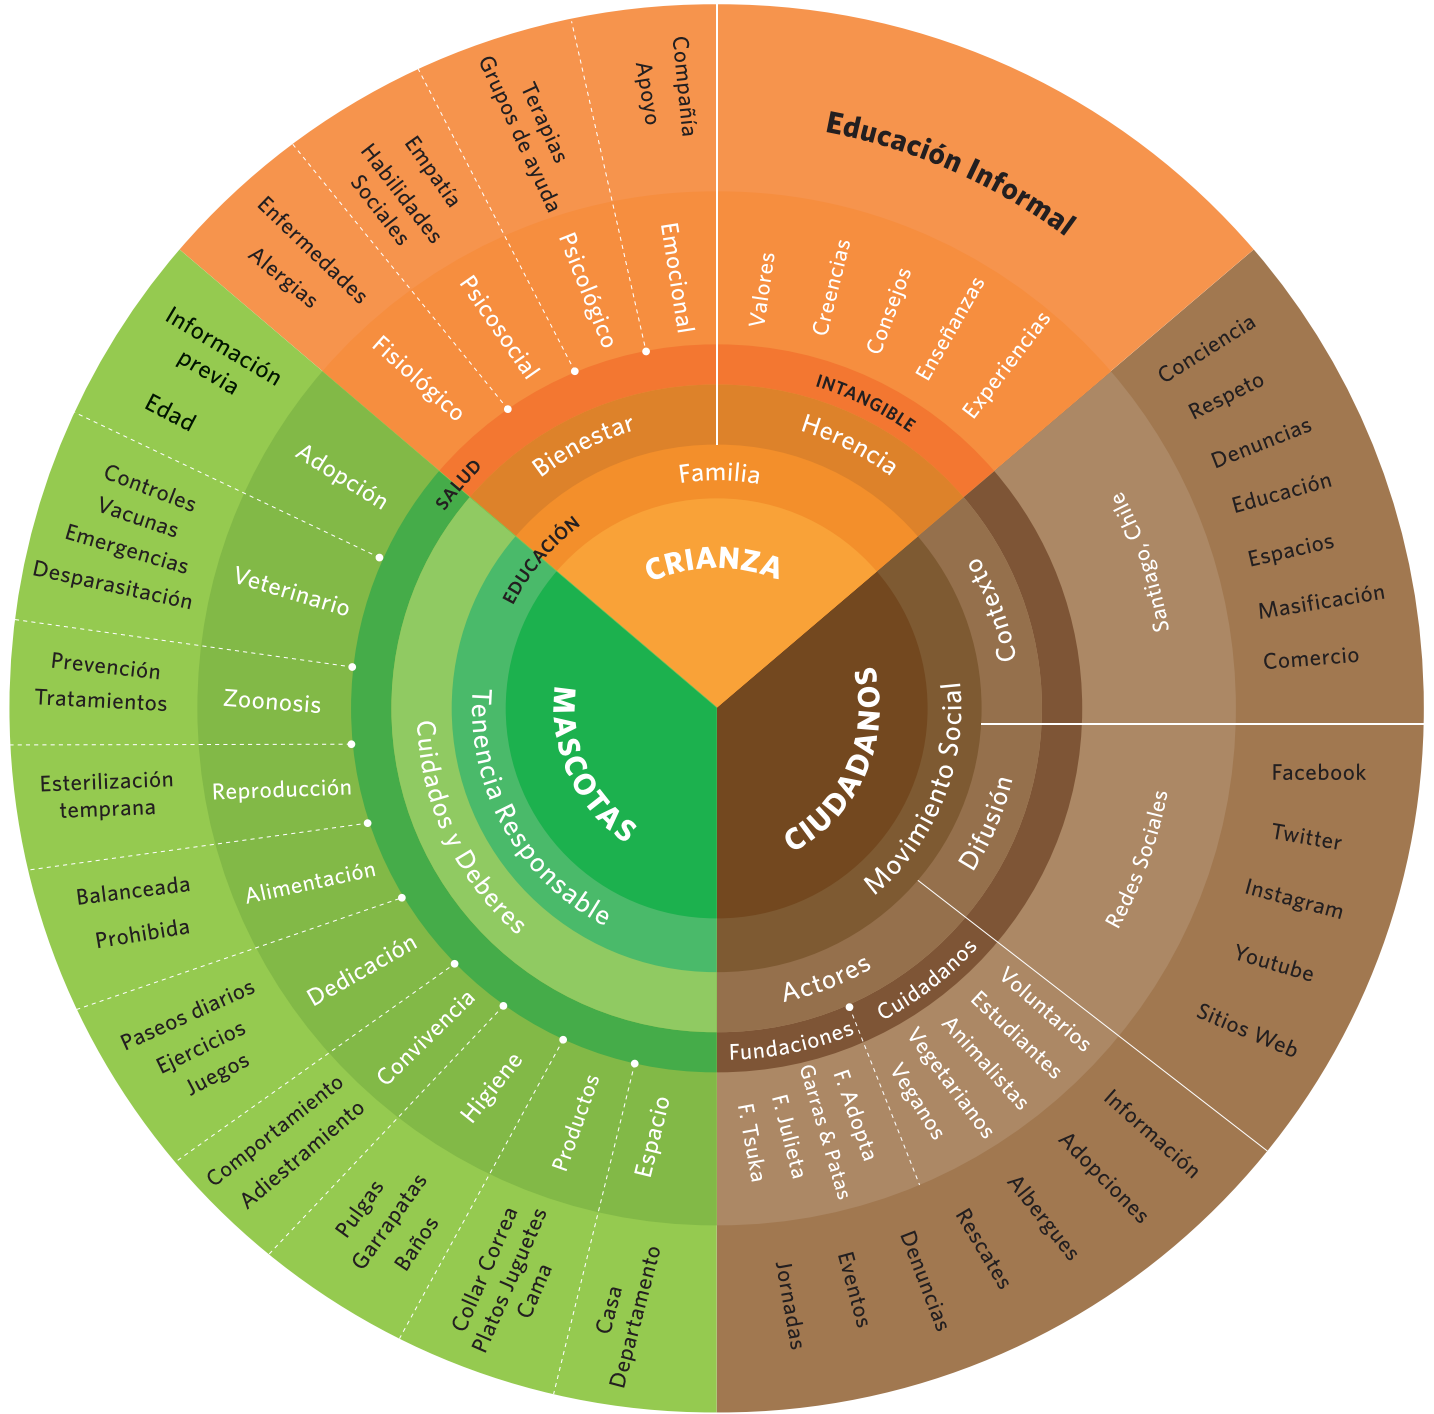 CRIANZA
Familia
Bienestar
Herencia
INTANGIBLE
SALUD
EDUCACIÓN
Fisiológico
Enfermedades
Alergias
Psicosocial
Empatía
Habilidades
Sociales
Psicológico
Terapias
Grupos de ayuda
Emocional
Compañía
Apoyo
Educación Informal
Valores
Creencias
Consejos
Enseñanzas
Experiencias
CIUDADANOS
Movimiento Social
Contexto
Santiago, Chile
Conciencia
Respeto
Denuncias
Educación
Espacios
Masificación
Comercio
Difusión
Redes Sociales
Facebook
Twitter
Instagram
Youtube
Sitios Web
Actores
Cuidadanos
Voluntarios
Estudiantes
Animalistas
Vegetarianos
Veganos
Fundaciones
F. Adopta
Garras & Patas
F. Julieta
F. Tsuka
Información
Adopciones
Albergues
Rescates
Denuncias
Eventos
Jornadas
MASCOTAS
Tenencia Responsable
Cuidados y Deberes
Adopción
Información
previa
Edad
Veterinario
Controles
Vacunas
Emergencias
Desparasitación
Zoonosis
Prevención
Tratamientos
Reproducción
Esterilización
temprana
Alimentación
Balanceada
Prohibida
Dedicación
Paseos diarios
Ejercicios
Juegos
Convivencia
Comportamiento
Adiestramiento
Higiene
Pulgas
Garrapatas
Baños
Productos
Collar Correa
Platos Juguetes
Cama
Espacio
Casa
Departamento